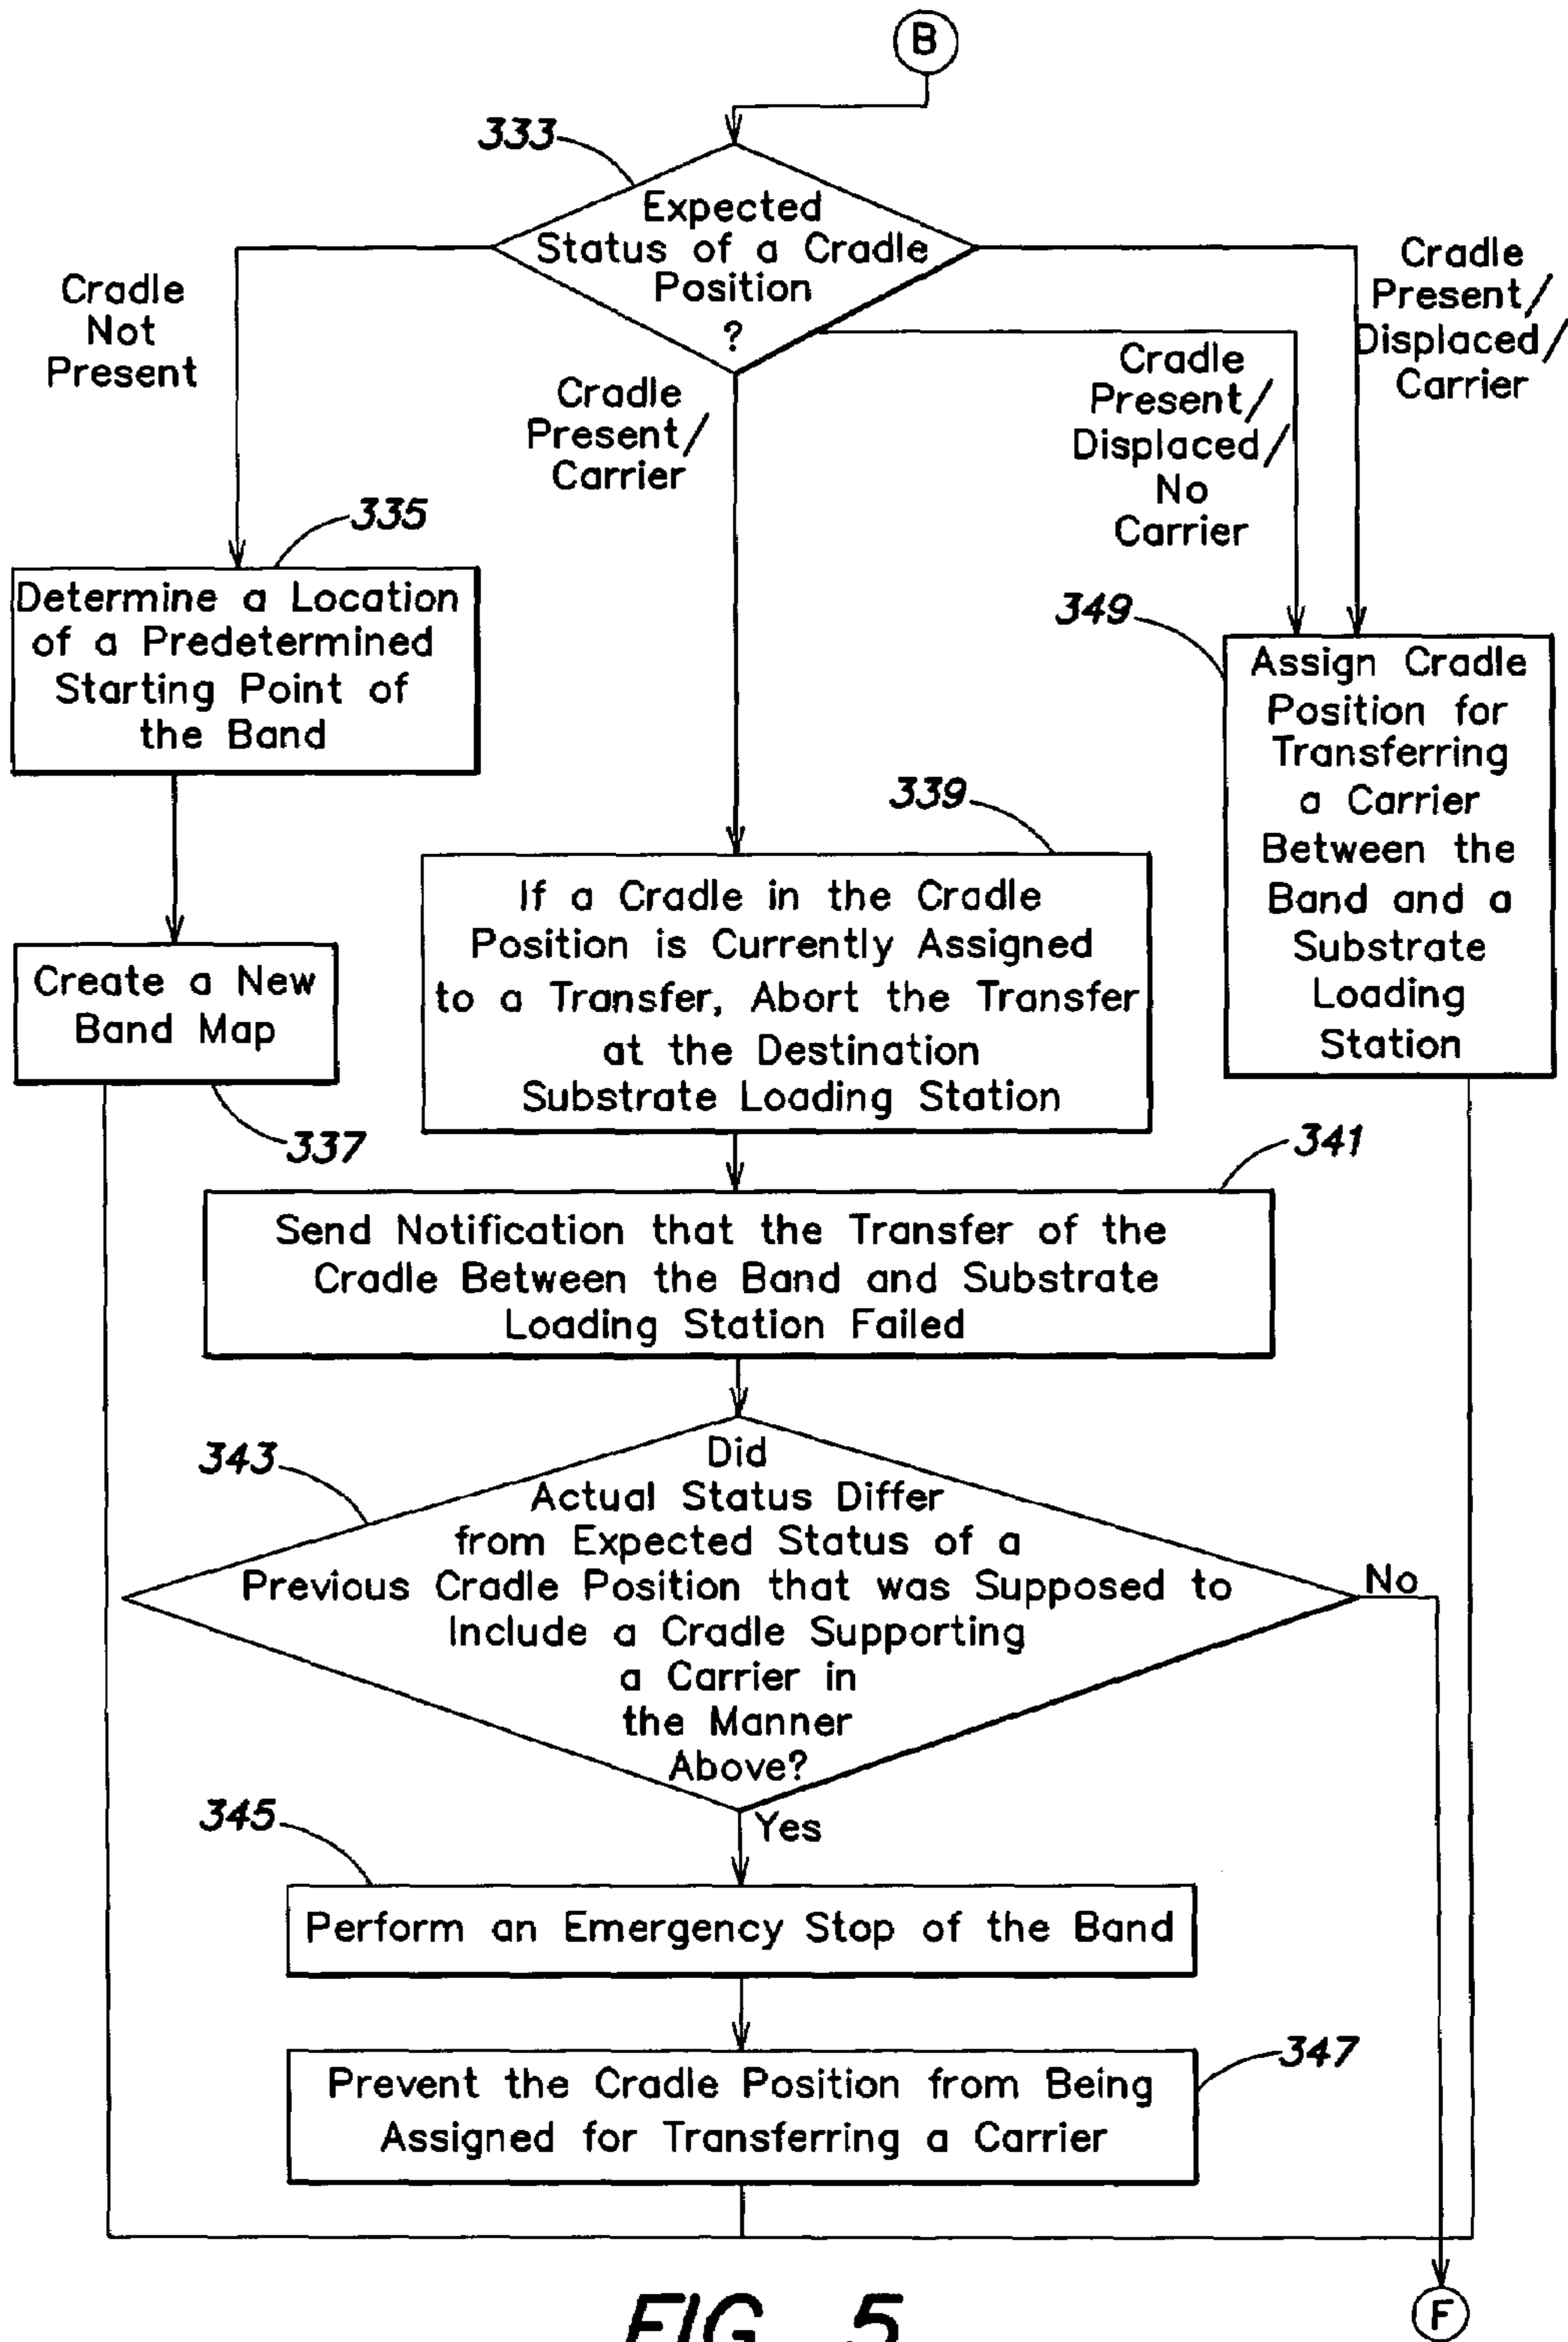 B
333
Expected
Status of a Cradle
Position
?
Cradle
Not
Present
Cradle
Present/
Carrier
Cradle
Present/
Displaced/
No
Carrier
Cradle
Present/
Displaced/
Carrier
335
Determine a Location
of a Predetermined
Starting Point of
the Band
349
Assign Cradle
Position for
Transferring
a Carrier
Between the
Band and a
Substrate
Loading
Station
339
If a Cradle in the Cradle
Position is Currently Assigned
to a Transfer, Abort the Transfer
at the Destination
Substrate Loading Station
Create a New
Band Map
337
341
Send Notification that the Transfer of the
Cradle Between the Band and Substrate
Loading Station Failed
343
Did
Actual Status Differ
from Expected Status of a
Previous Cradle Position that was Supposed to
Include a Cradle Supporting
a Carrier in
the Manner
Above?
No
Yes
345
Perform an Emergency Stop of the Band
347
Prevent the Cradle Position from Being
Assigned for Transferring a Carrier
F
FIG. 5